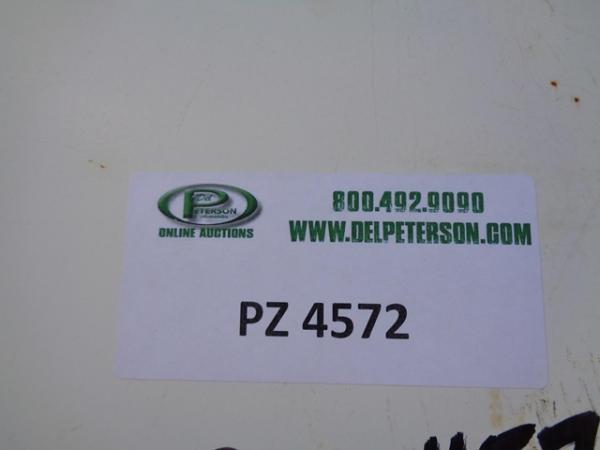 Del
PETERSON
ONLINE AUCTIONS
800.492.9090
WWW.DELPETERSON.COM
PZ 4572